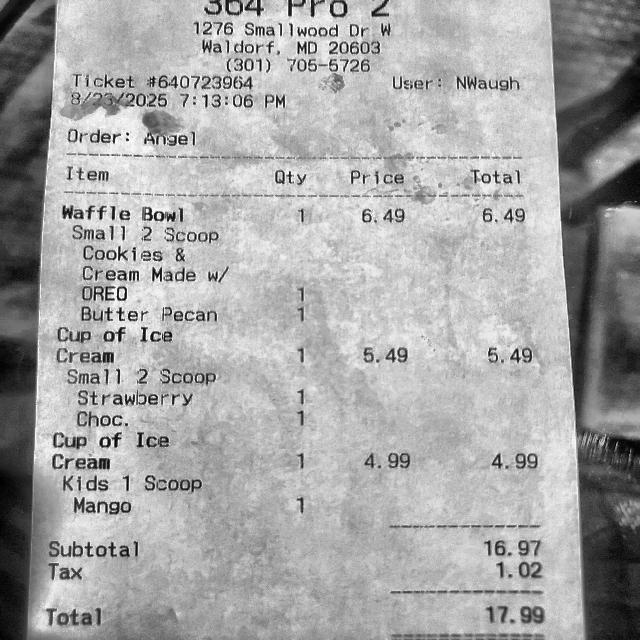 364 Pro 2
1276 Smallwood Dr W
Waldorf, MD 20603
(301) 705-5726
Ticket #640723964 User: NWaugh
8/23/2025 7:13:06 PM
Order: Angel
Item Qty Price Total
Waffle Bowl 1 6.49 6.49
Small 2 Scoop
Cookies &
Cream Made w/
OREO 1
Butter Pecan 1
Cup of Ice
Cream 1 5.49 5.49
Small 2 Scoop
Strawberry 1
Choc. 1
Cup of Ice
Cream 1 4.99 4.99
Kids 1 Scoop
Mango 1
Subtotal 16.97
Tax 1.02
Total 17.99